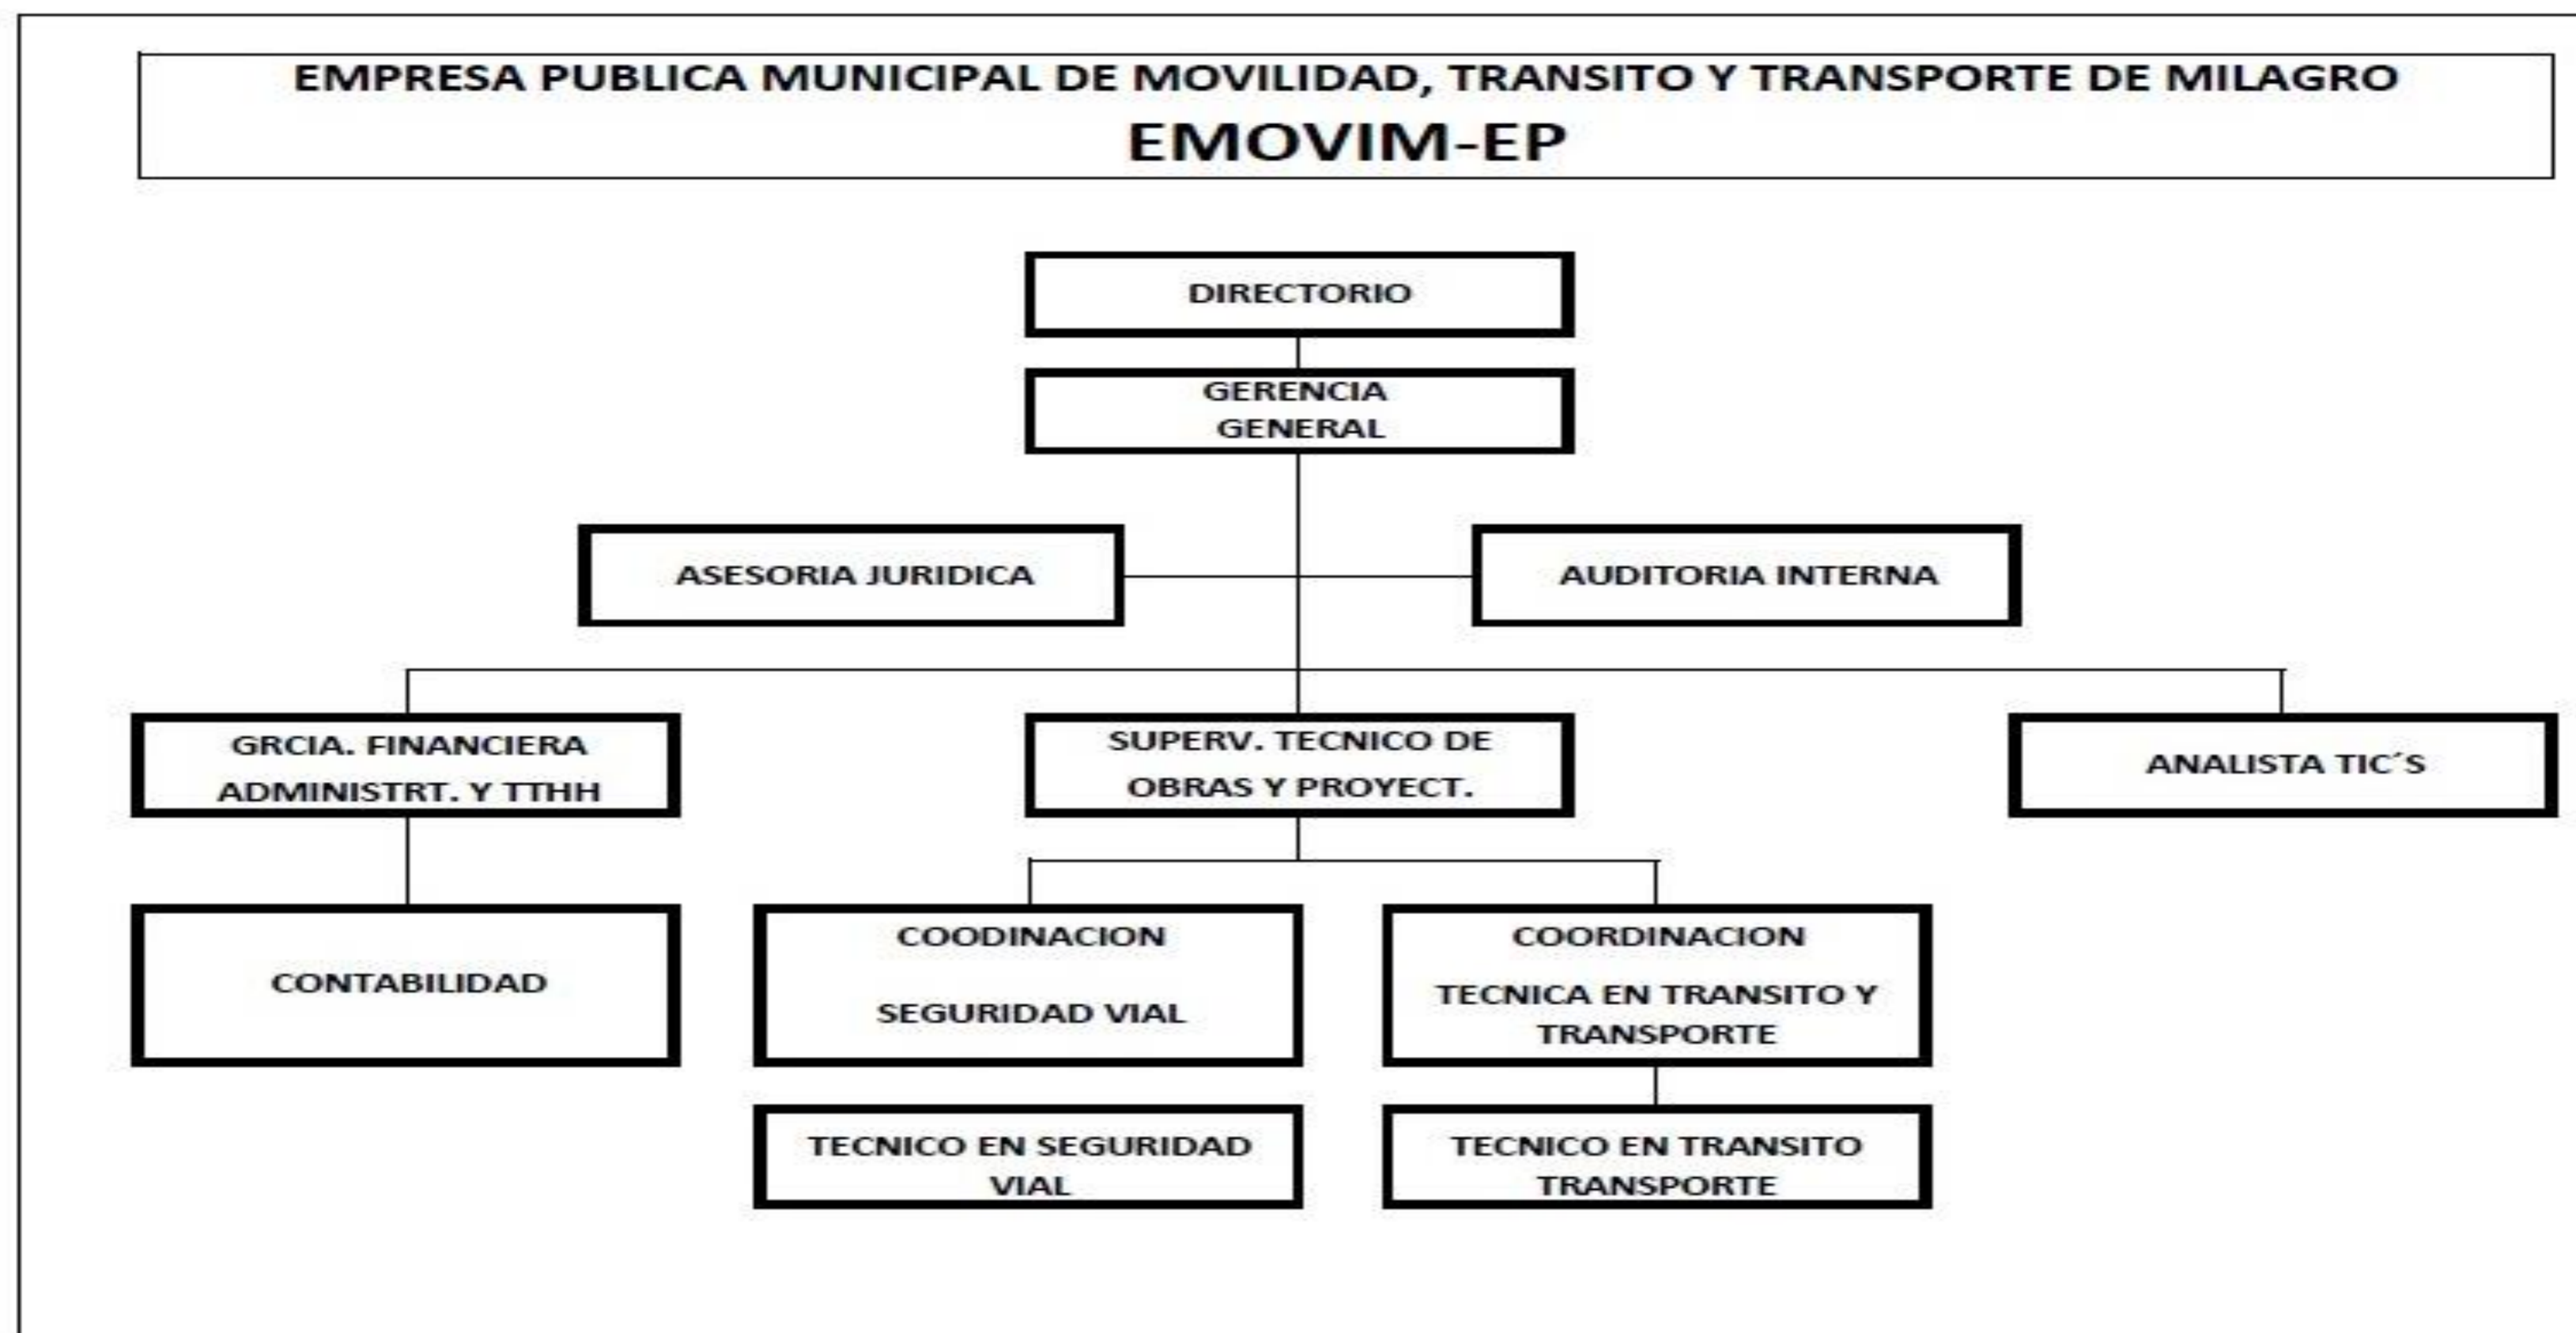 EMPRESA PUBLICA MUNICIPAL DE MOVILIDAD, TRANSITO Y TRANSPORTE DE MILAGRO
EMOVIM-EP
DIRECTORIO
GERENCIA
GENERAL
ASESORIA JURIDICA
AUDITORIA INTERNA
GRCIA. FINANCIERA
ADMINISTRT. Y TTHH
SUPERV. TECNICO DE
OBRAS Y PROYECT.
ANALISTA TIC´S
CONTABILIDAD
COODINACION
SEGURIDAD VIAL
COORDINACION
TECNICA EN TRANSITO Y
TRANSPORTE
TECNICO EN SEGURIDAD
VIAL
TECNICO EN TRANSITO
TRANSPORTE